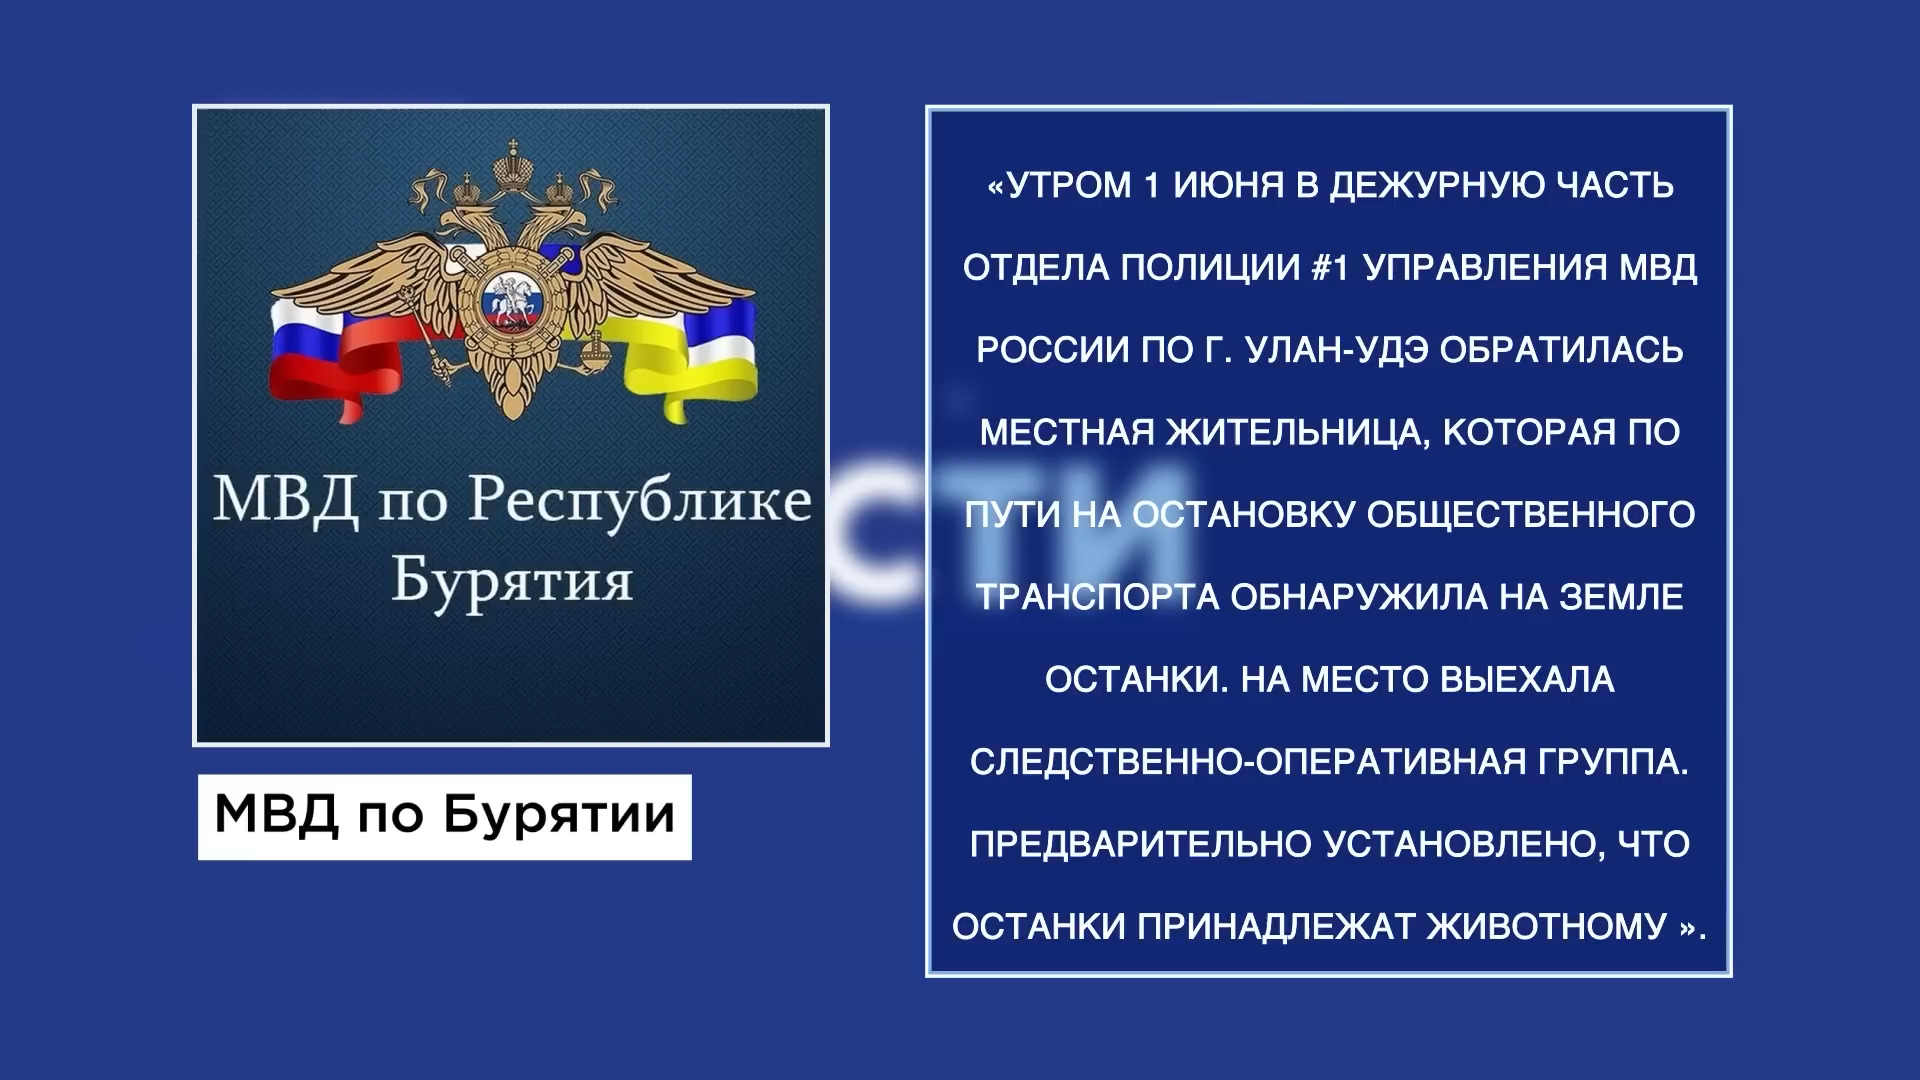 МВД по Республике
Бурятия
МВД по Бурятии
СТИ
«УТРОМ 1 ИЮНЯ В ДЕЖУРНУЮ ЧАСТЬ
ОТДЕЛА ПОЛИЦИИ #1 УПРАВЛЕНИЯ МВД
РОССИИ ПО Г. УЛАН-УДЭ ОБРАТИЛАСЬ
МЕСТНАЯ ЖИТЕЛЬНИЦА, КОТОРАЯ ПО
ПУТИ НА ОСТАНОВКУ ОБЩЕСТВЕННОГО
ТРАНСПОРТА ОБНАРУЖИЛА НА ЗЕМЛЕ
ОСТАНКИ. НА МЕСТО ВЫЕХАЛА
СЛЕДСТВЕННО-ОПЕРАТИВНАЯ ГРУППА.
ПРЕДВАРИТЕЛЬНО УСТАНОВЛЕНО, ЧТО
ОСТАНКИ ПРИНАДЛЕЖАТ ЖИВОТНОМУ ».